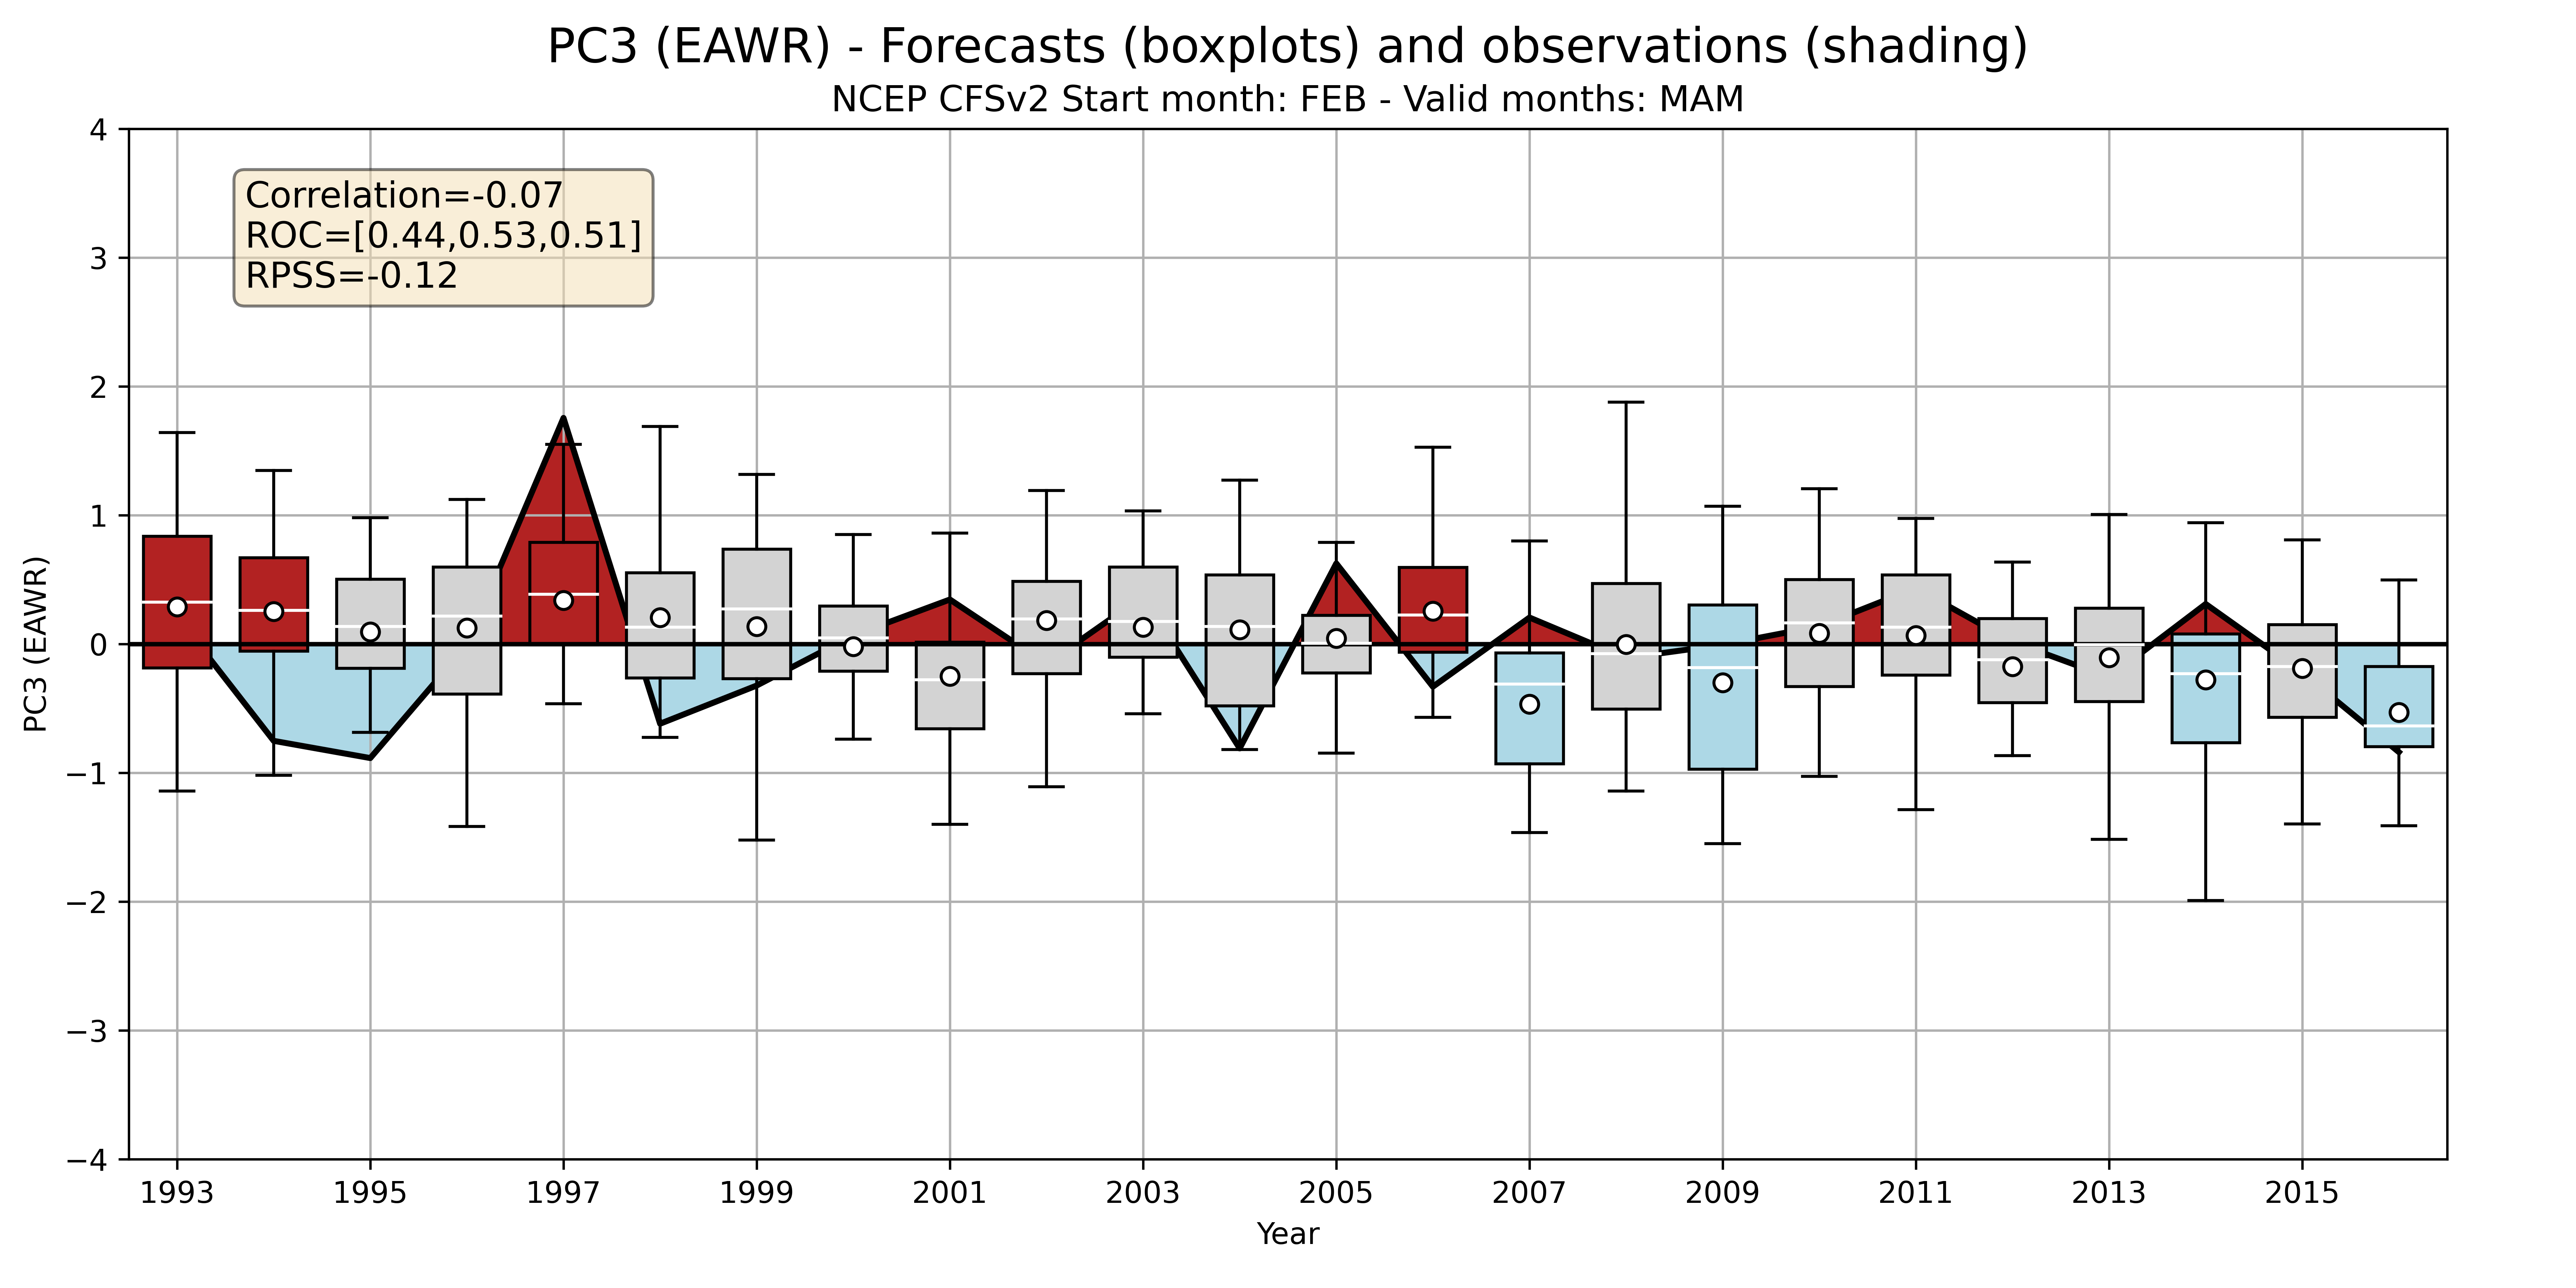 PC3 (EAWR) - Forecasts (boxplots) and observations (shading)
NCEP CFSv2 Start month: FEB - Valid months: MAM
Correlation=-0.07
ROC=[0.44,0.53,0.51]
RPSS=-0.12
PC3 (EAWR)
4
3
2
1
0
−1
−2
−3
−4
1993 1995 1997 1999 2001 2003 2005 2007 2009 2011 2013 2015
Year